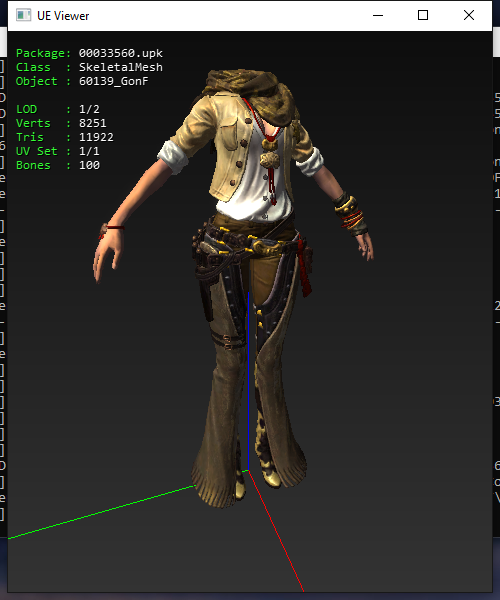 UE Viewer
Package: 00033560.upk
Class : SkeletalMesh
Object : 60139_GonF
LOD : 1/2
Verts : 8251
Tris : 11922
UV Set : 1/1
Bones : 100